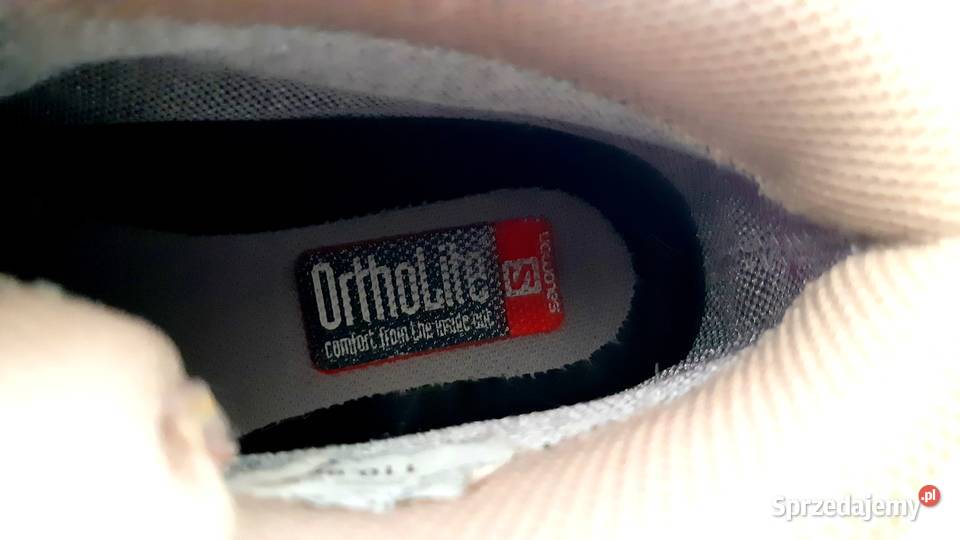 OrthoLite
comfort from the inside out
S
salomon
Sprzedajemy.pl